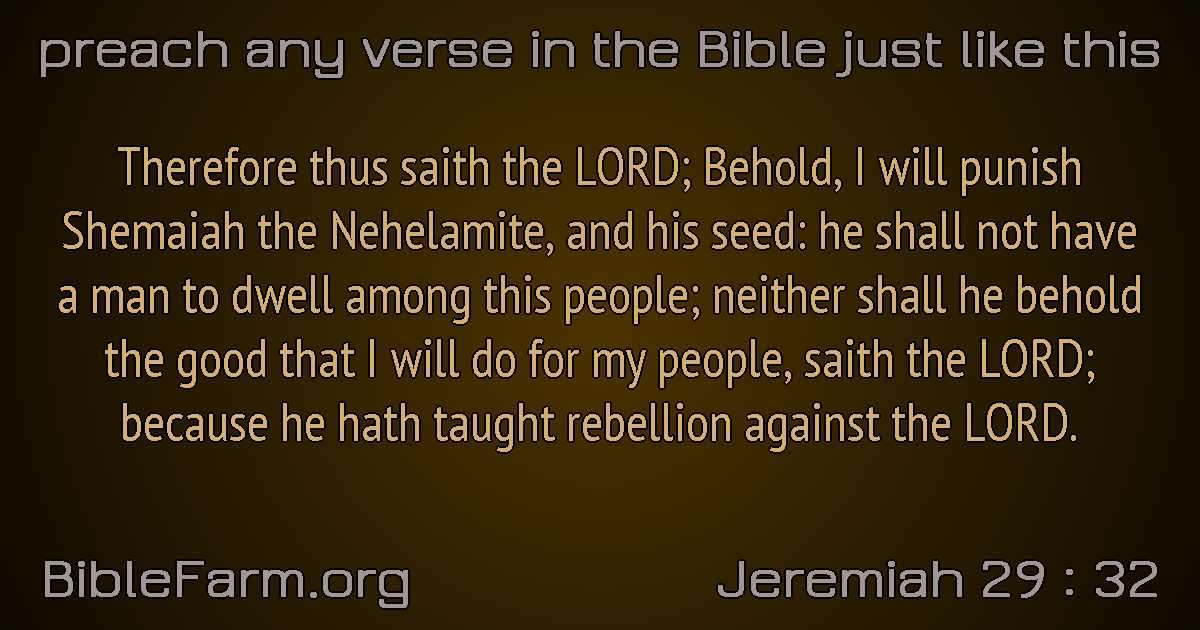 preach any verse in the Bible just like this
Therefore thus saith the LORD; Behold, I will punish
Shemaiah the Nehelamite, and his seed: he shall not have
a man to dwell among this people; neither shall he behold
the good that I will do for my people, saith the LORD;
because he hath taught rebellion against the LORD.
BibleFarm.org
Jeremiah 29 : 32